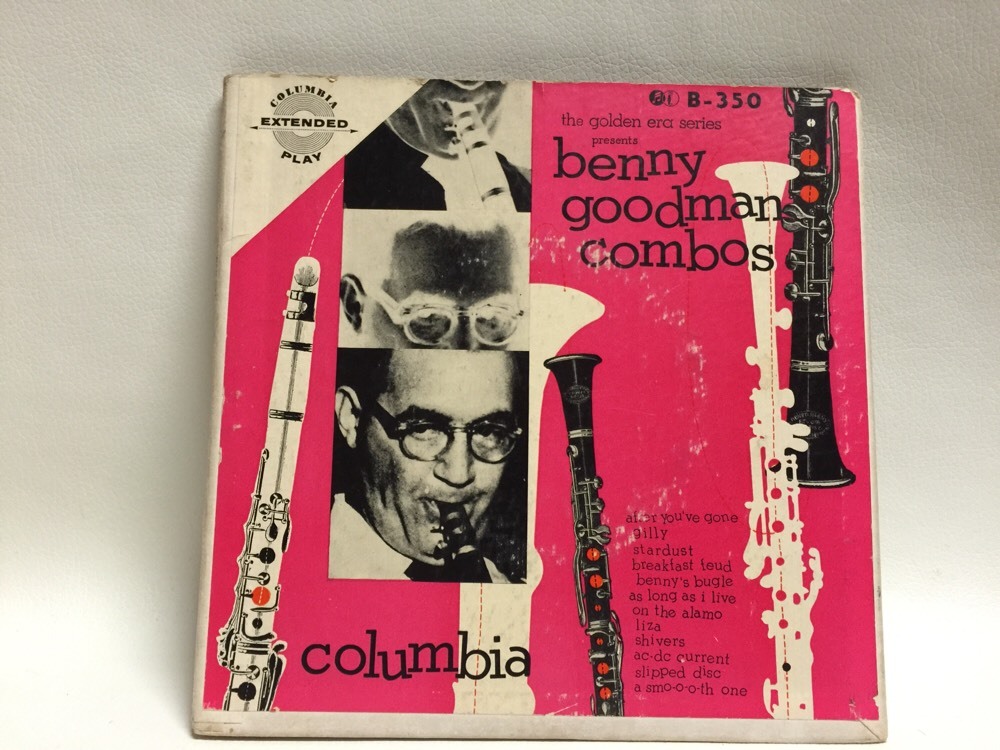 COLUMBIA
EXTENDED
PLAY
B-350
the golden era series
presents
benny
goodman
combos
after you've gone
gilly
stardust
breakfast feud
benny's bugle
as long as i live
on the alamo
liza
shivers
ac-dc current
slipped disc
a smo-o-o-th one
columbia